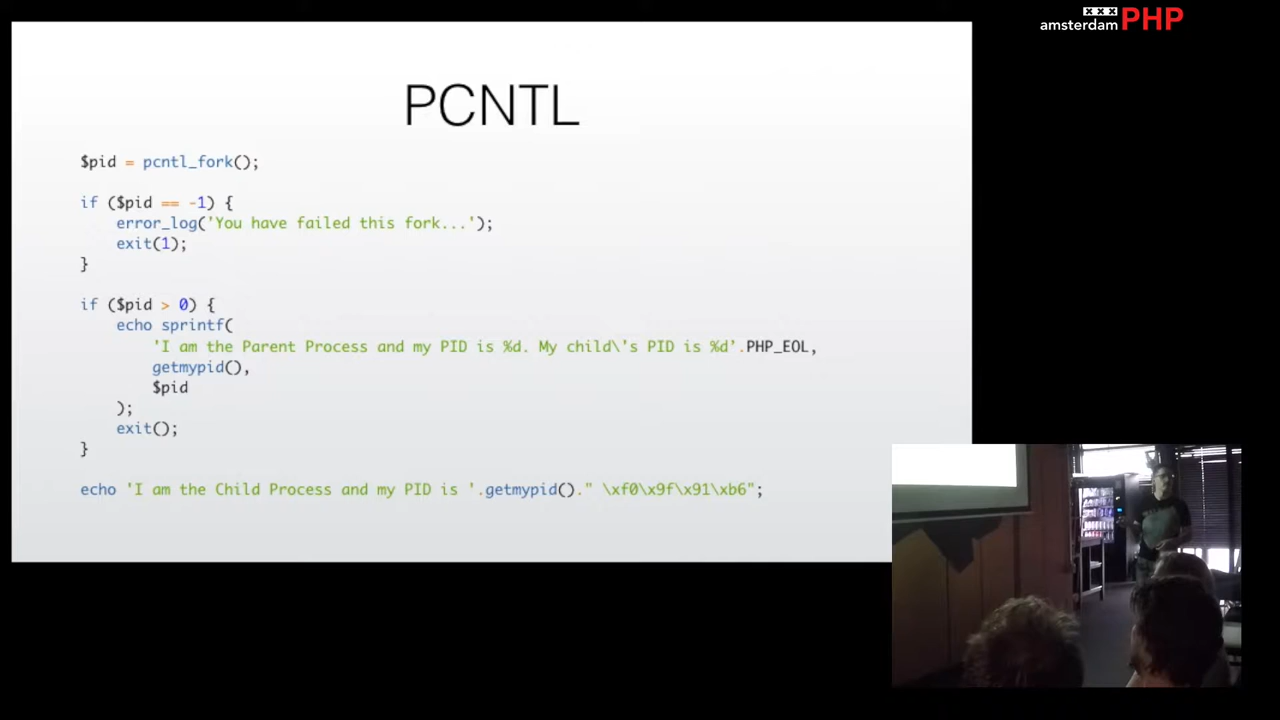 amsterdamPHP
PCNTL
$pid = pcntl_fork();
if ($pid == -1) {
error_log('You have failed this fork...');
exit(1);
}
if ($pid > 0) {
echo sprintf(
'I am the Parent Process and my PID is %d. My child\'s PID is %d’.PHP_EOL,
getmypid(),
$pid
);
exit();
}
echo 'I am the Child Process and my PID is '.getmypid()." \xf0\x9f\x91\xb6";